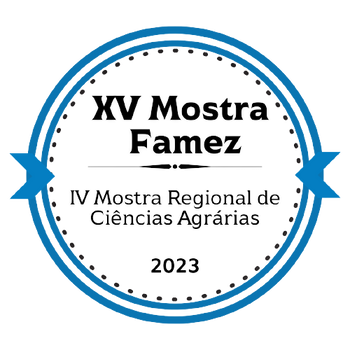 XV Mostra
Famez
IV Mostra Regional de
Ciências Agrárias
2023